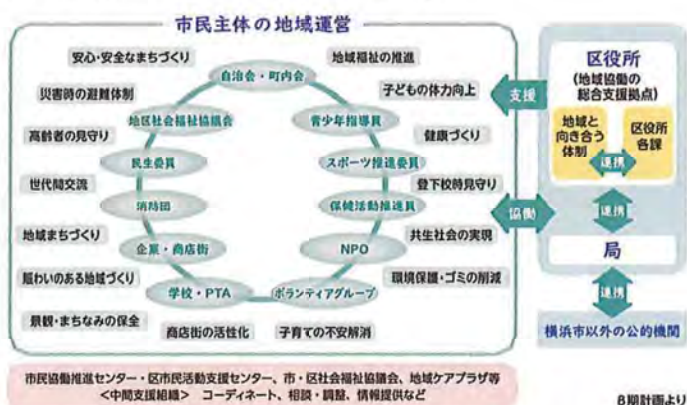 市民主体の地域運営
安心・安全なまちづくり
地域福祉の推進
自治会・町内会
災害時の避難体制
子どもの体力向上
地区社会福祉協議会
青少年指導員
高齢者の見守り
健康づくり
民生委員
スポーツ推進委員
世代間交流
登下校時見守り
消防団
保健活動推進員
地域まちづくり
共生社会の実現
企業・商店街
NPO
賑わいのある地域づくり
環境保護・ゴミの削減
学校・PTA
ボランティアグループ
景観・まちなみの保全
商店街の活性化
子育ての不安解消
支援
協働
区役所
(地域協働の
総合支援拠点)
地域と
向き合う
体制
区役所
各課
連携
連携
局
連携
横浜市以外の公的機関
市民協働推進センター・区市民活動支援センター、市・区社会福祉協議会、地域ケアプラザ等
<中間支援組織> コーディネート、相談・調整、情報提供など
6期計画より